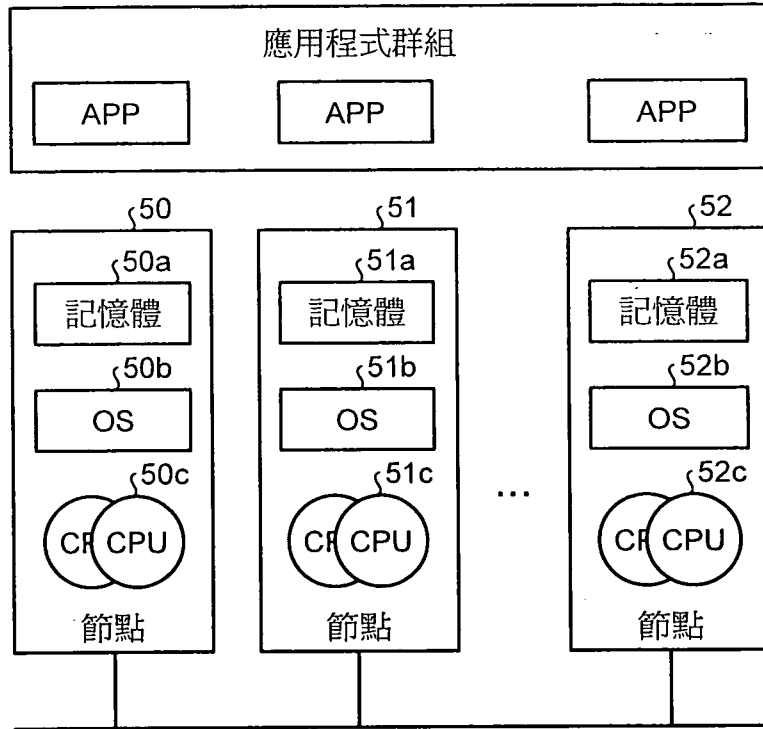 應用程式群組
APP APP APP
50 51 52
50a 51a 52a
記憶體 記憶體 記憶體
50b 51b 52b
OS OS OS
50c 51c 52c
CPU CPU ... CPU
節點 節點 節點